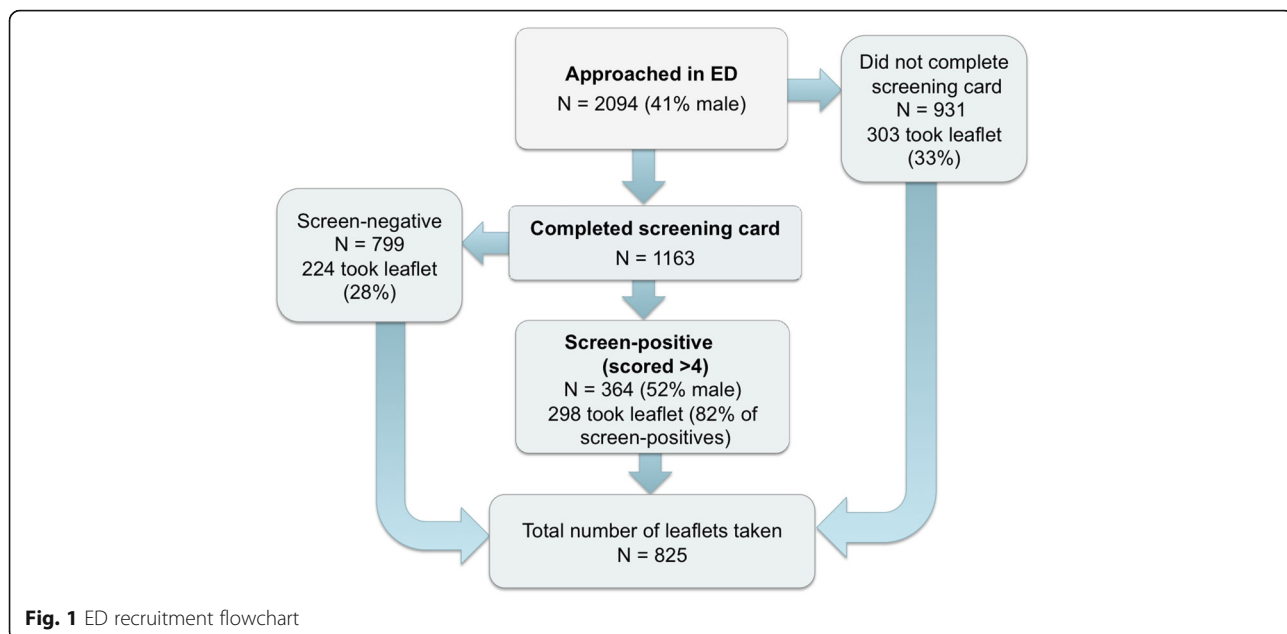 Approached in ED
N = 2094 (41% male)
Did not complete
screening card
N = 931
303 took leaflet
(33%)
Completed screening card
N = 1163
Screen-negative
N = 799
224 took leaflet
(28%)
Screen-positive
(scored >4)
N = 364 (52% male)
298 took leaflet (82% of
screen-positives)
Total number of leaflets taken
N = 825
Fig. 1 ED recruitment flowchart